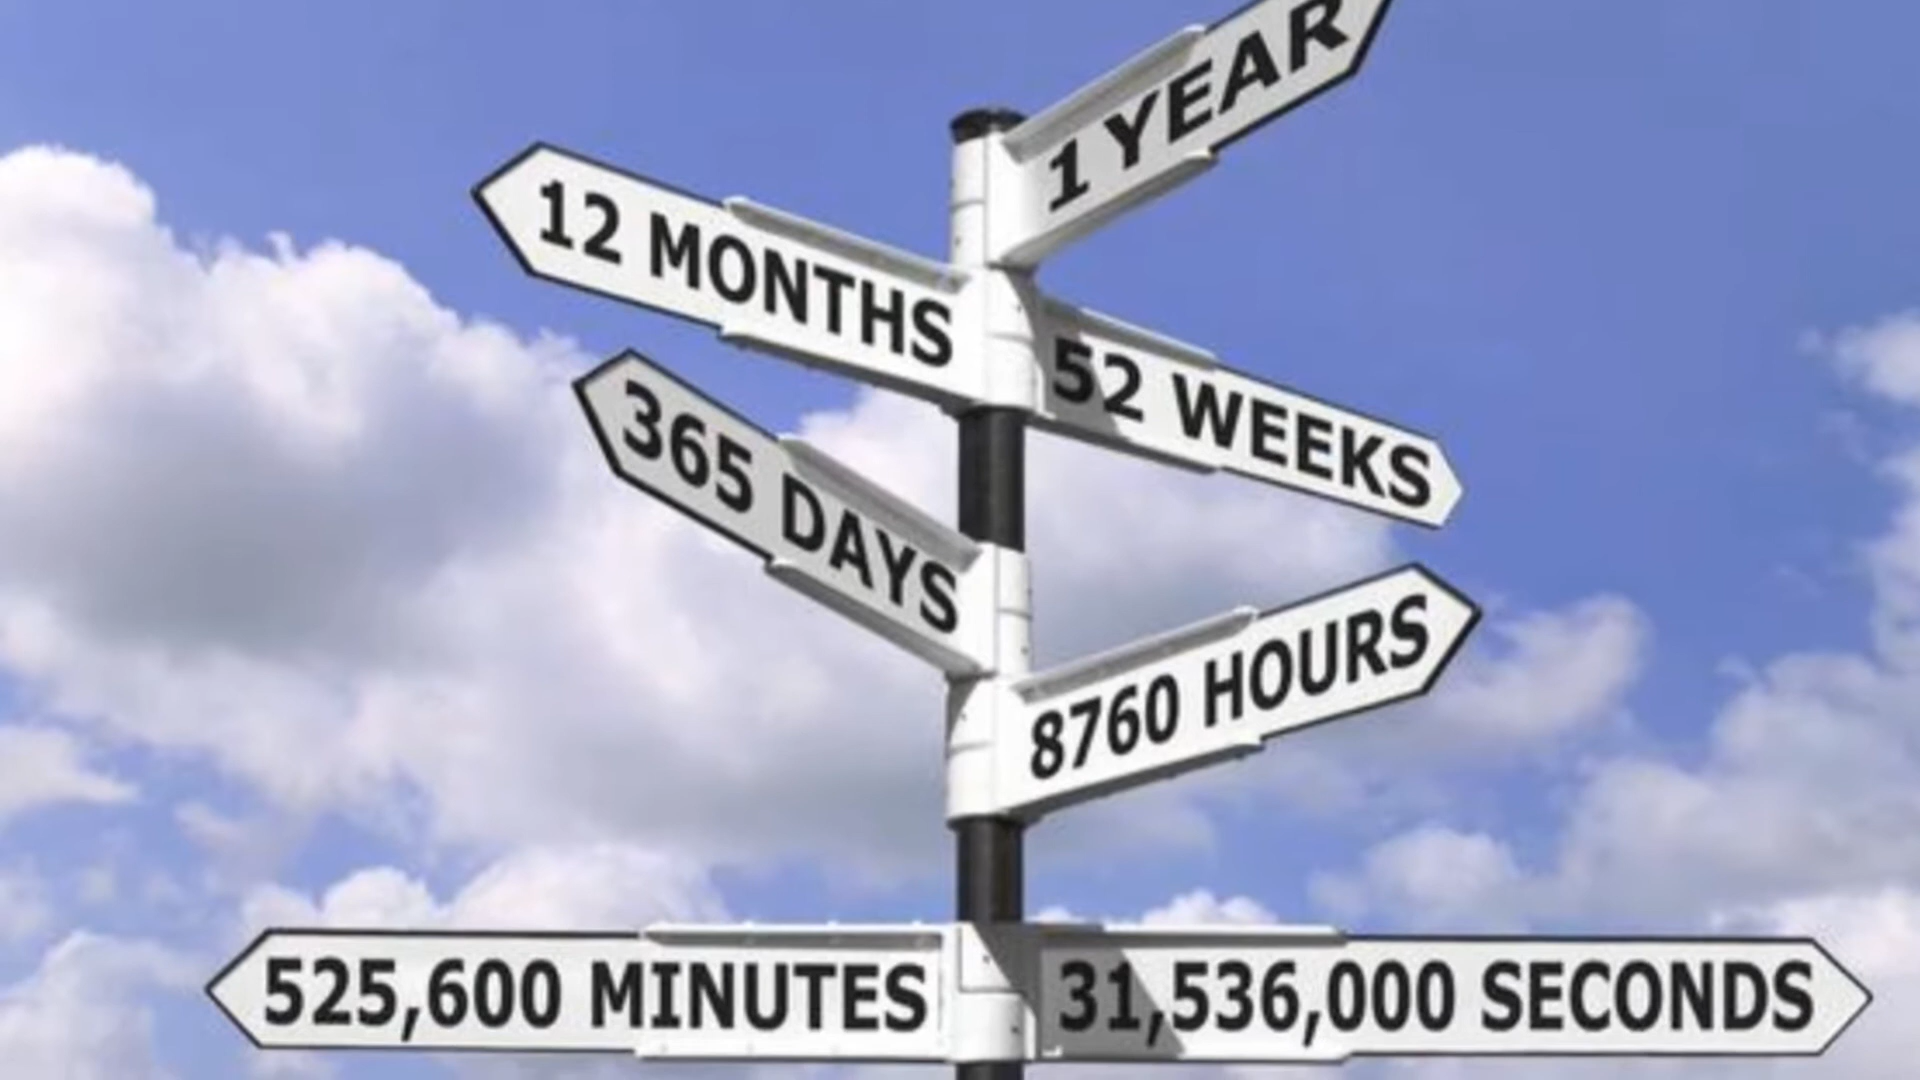 1 YEAR
12 MONTHS
52 WEEKS
365 DAYS
8760 HOURS
525,600 MINUTES
31,536,000 SECONDS